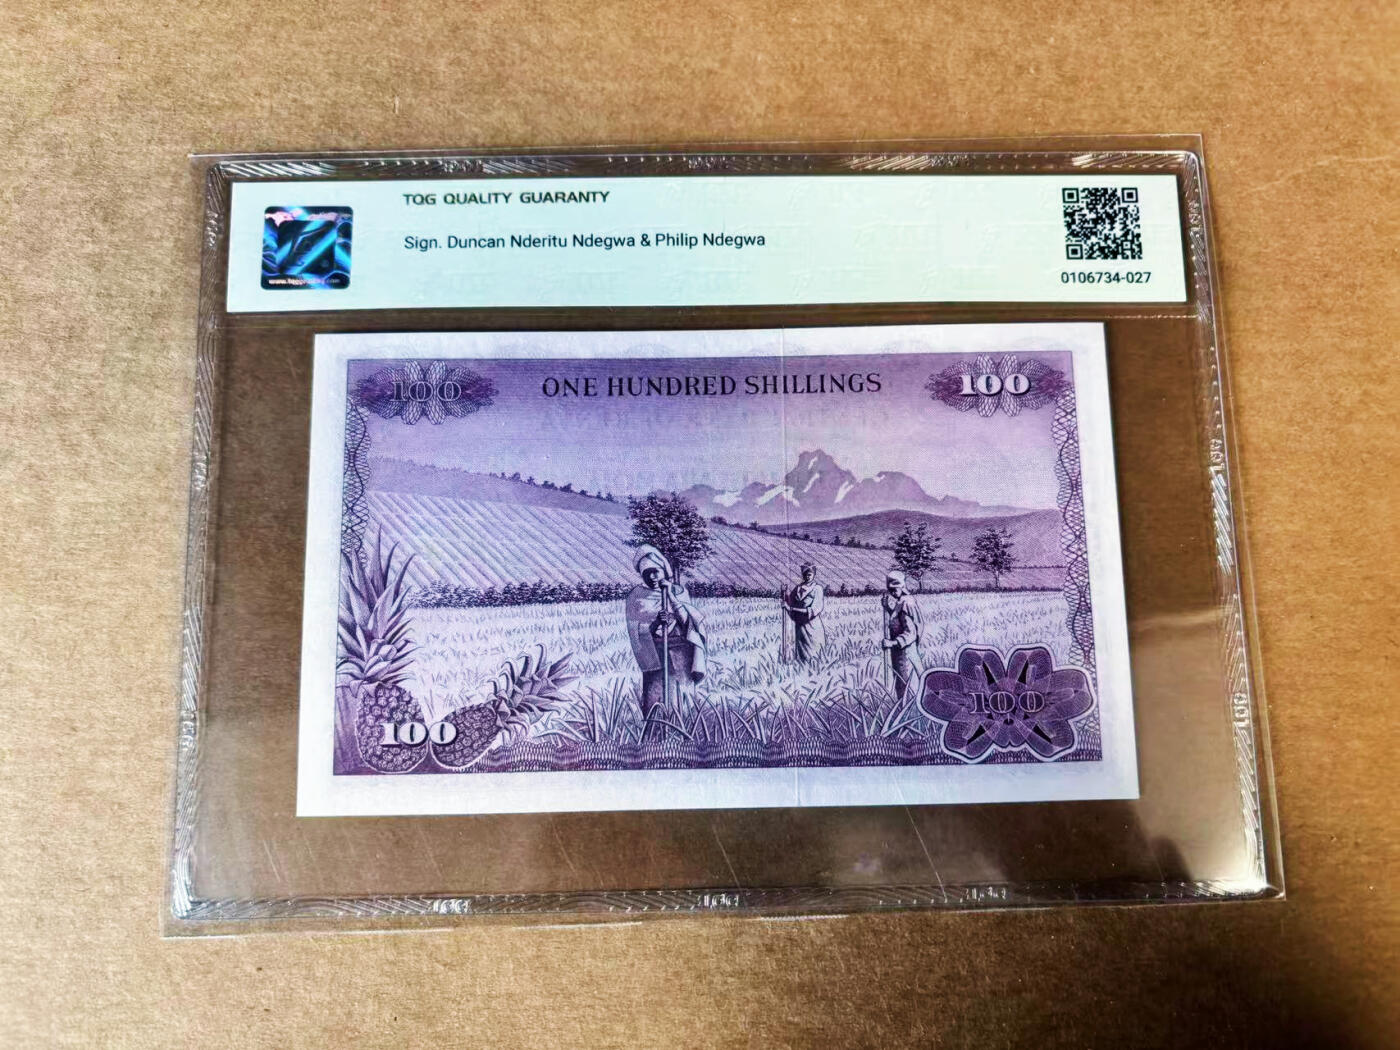 TQG QUALITY GUARANTY
Sign. Duncan Nderitu Ndegwa & Philip Ndegwa
0106734-027
100
ONE HUNDRED SHILLINGS
100
100
100